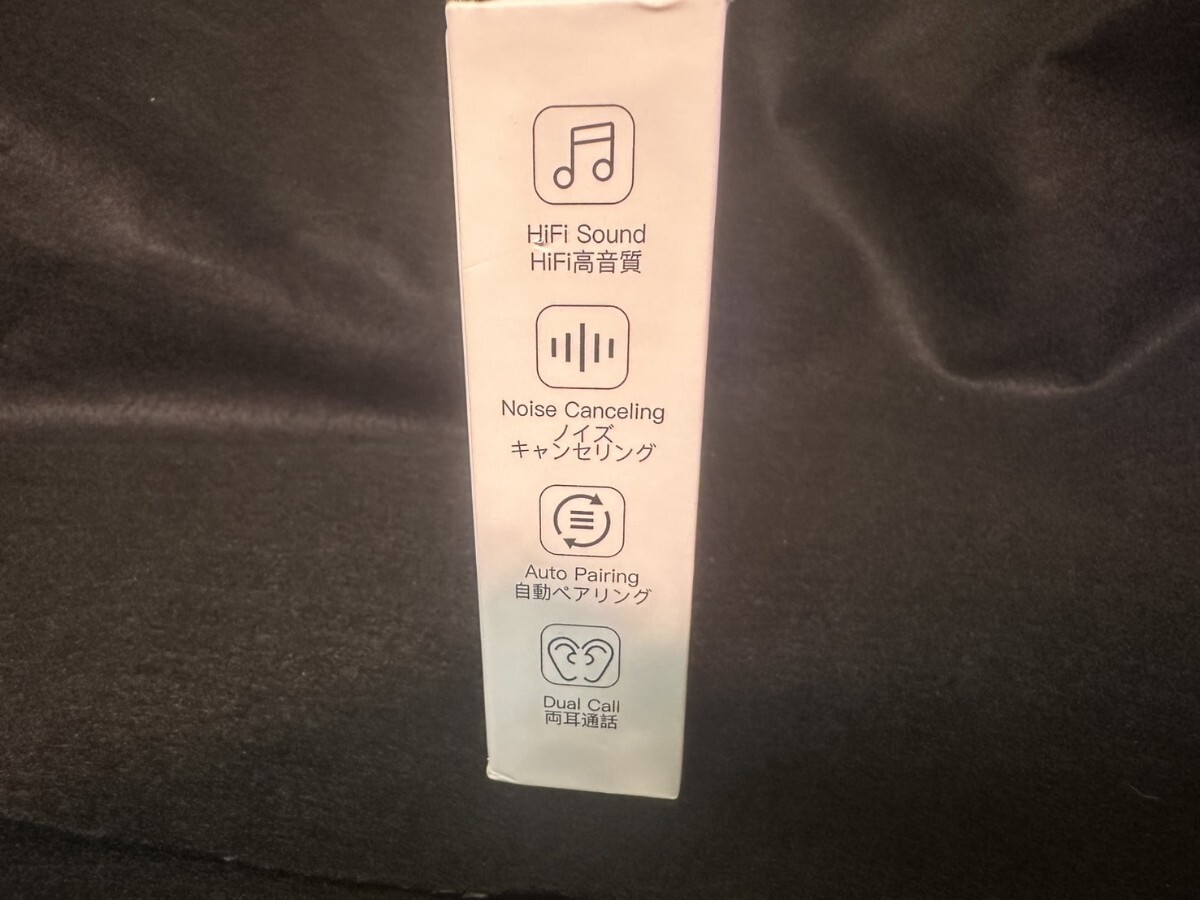 HiFi Sound
HiFi高音質
Noise Canceling
ノイズ
キャンセリング
Auto Pairing
自動ペアリング
Dual Call
両耳通話